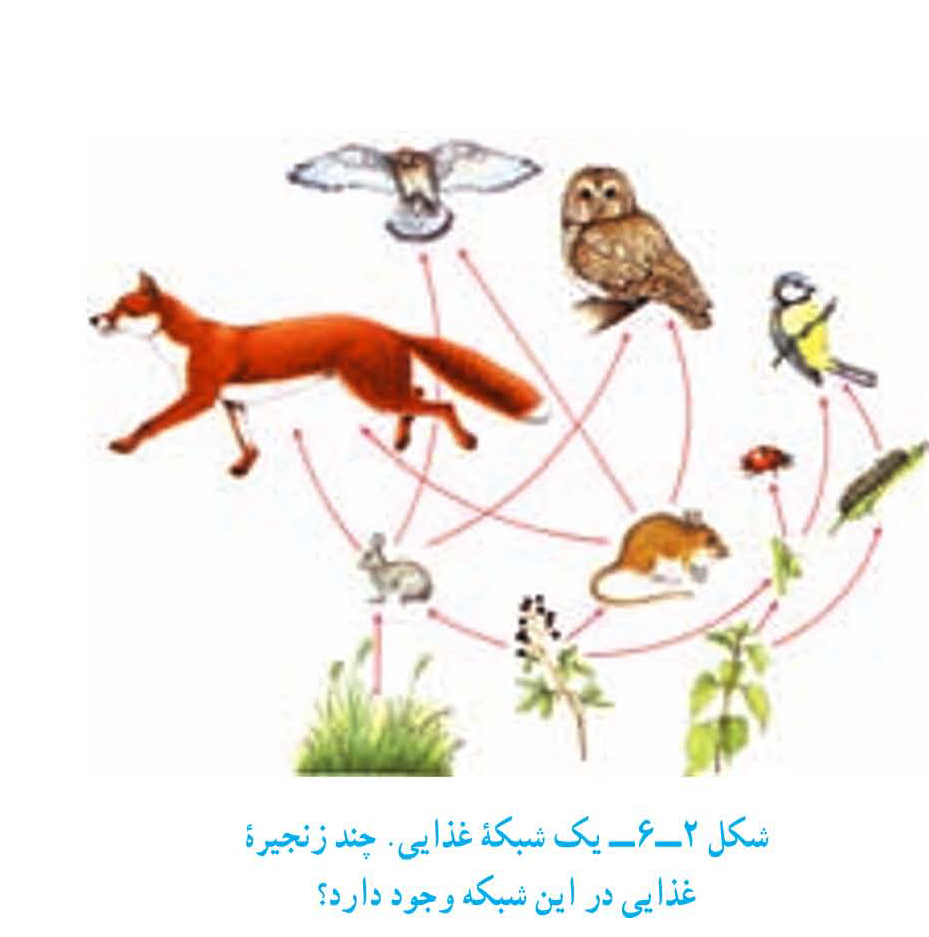 شکل ۲ــ۶ــ یک شبکهٔ غذایی. چند زنجیرهٔ
غذایی در این شبکه وجود دارد؟